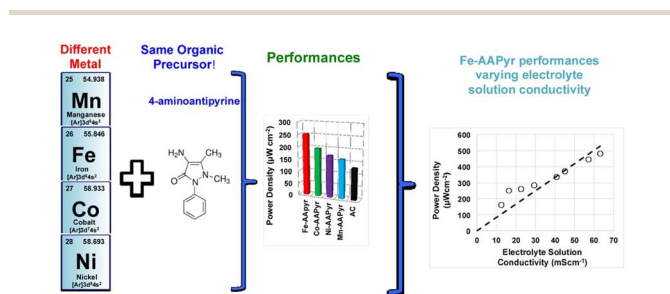 Different
Metal
25 54.938
Mn
Manganese
[Ar]3d⁵4s²
26 55.846
Fe
Iron
[Ar]3d⁶4s²
27 58.933
Co
Cobalt
[Ar]3d⁷4s²
28 58.693
Ni
Nickel
[Ar]3d⁸4s²
Same Organic
Precursor!
4-aminoantipyrine
H₂N
CH₃
N-CH₃
O
N
Performances
Power Density (µW cm⁻²)
300
250
200
150
100
50
0
Fe-AApyr
Co-AAPyr
Ni-AAPyr
Mn-AAPyr
AC
Fe-AAPyr performances
varying electrolyte
solution conductivity
Power Density
(µWcm⁻²)
600
500
400
300
200
100
0
0 10 20 30 40 50 60 70
Electrolyte Solution
Conductivity (mScm⁻¹)